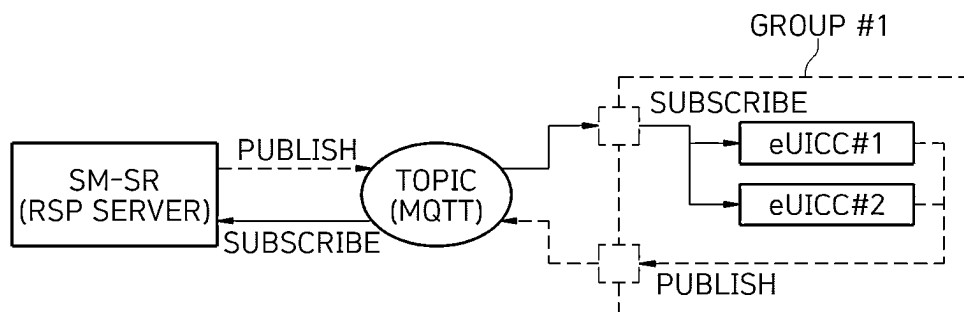 GROUP #1
SUBSCRIBE
PUBLISH
eUICC#1
SM-SR
(RSP SERVER)
TOPIC
(MQTT)
eUICC#2
SUBSCRIBE
PUBLISH